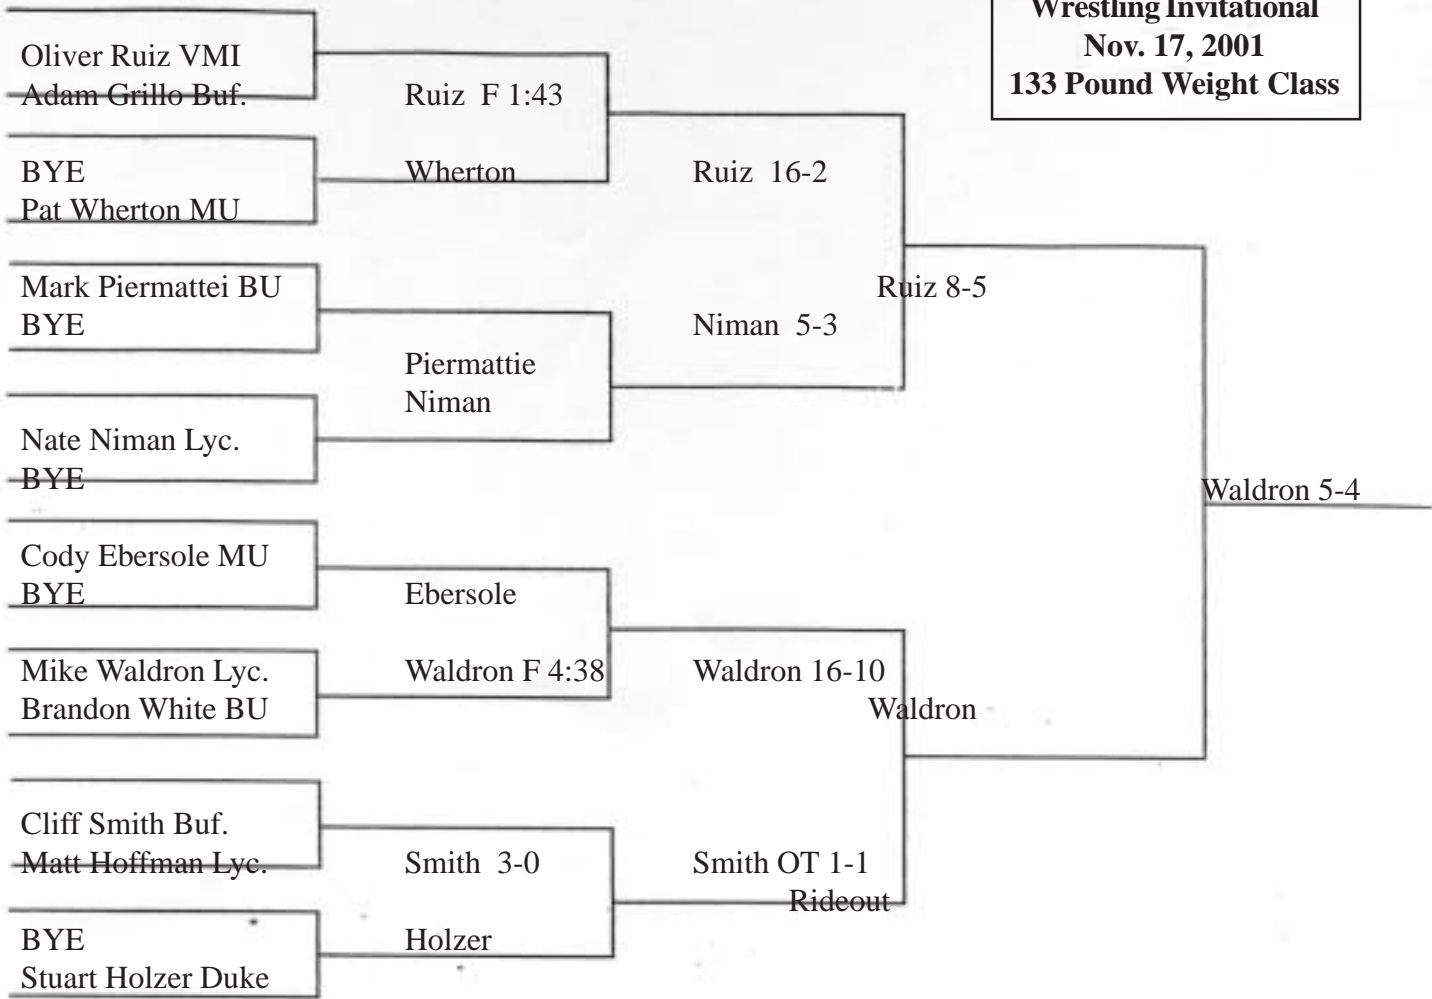 Wrestling Invitational
Nov. 17, 2001
133 Pound Weight Class
Oliver Ruiz VMI
Adam Grillo Buf.
BYE
Pat Wherton MU
Mark Piermattei BU
BYE
Nate Niman Lyc.
BYE
Cody Ebersole MU
BYE
Mike Waldron Lyc.
Brandon White BU
Cliff Smith Buf.
Matt Hoffman Lyc.
BYE
Stuart Holzer Duke
Ruiz F 1:43
Wherton
Piermattie
Niman
Ebersole
Waldron F 4:38
Smith 3-0
Holzer
Ruiz 16-2
Niman 5-3
Waldron 16-10
Smith OT 1-1
Rideout
Ruiz 8-5
Waldron
Waldron 5-4